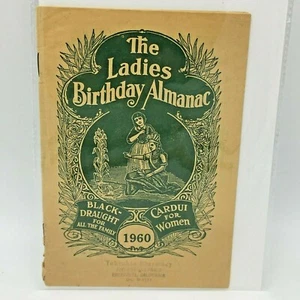 The
Ladies
Birthday Almanac
BLACK-
DRAUGHT
FOR
ALL THE FAMILY
CARDUI
FOR
Women
1960